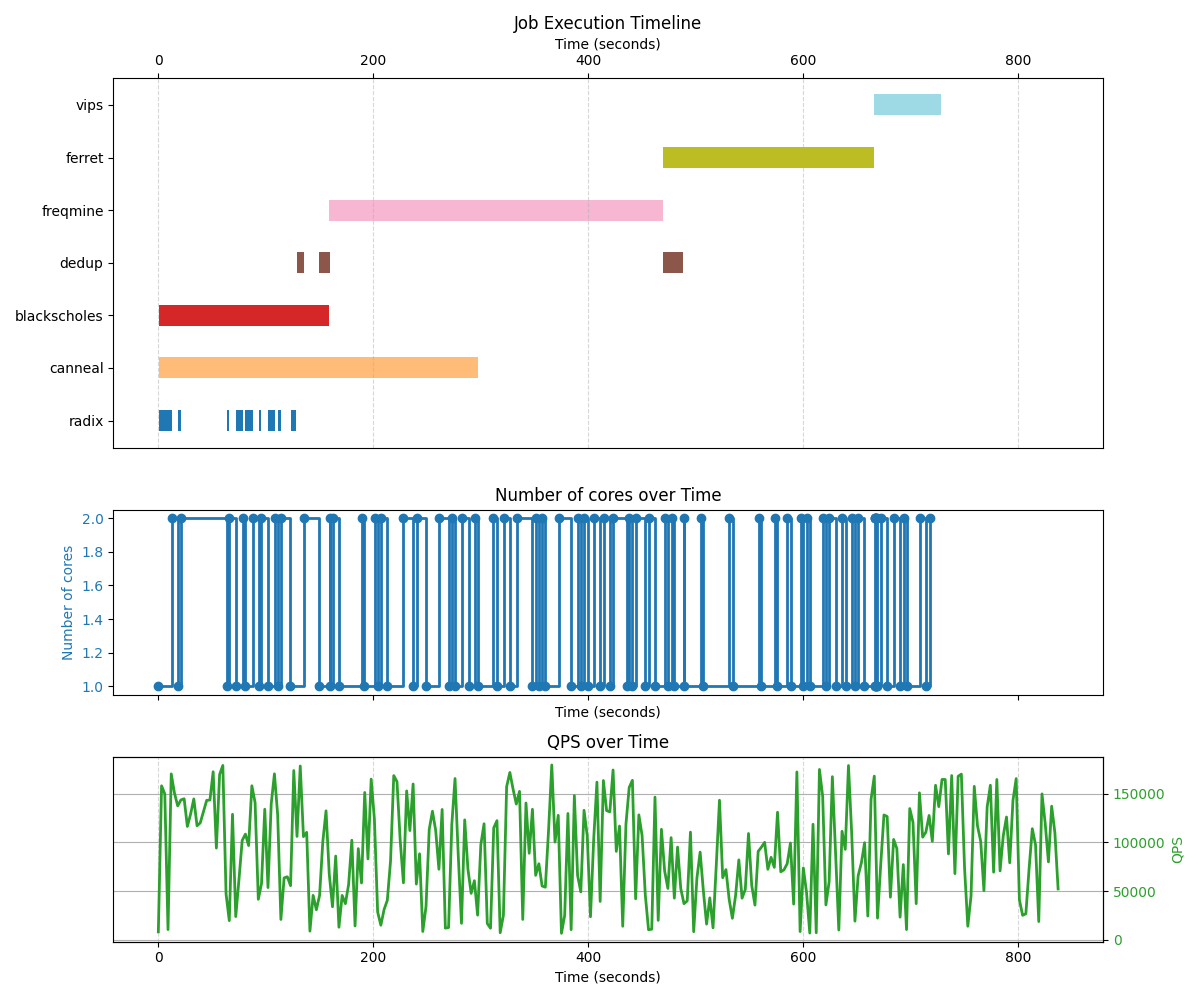 Job Execution Timeline
Time (seconds)
0 200 400 600 800
vips
ferret
freqmine
dedup
blackscholes
canneal
radix
Number of cores over Time
2.0
1.8
1.6
1.4
1.2
1.0
Number of cores
Time (seconds)
QPS over Time
150000
100000
50000
0
QPS
0 200 400 600 800
Time (seconds)